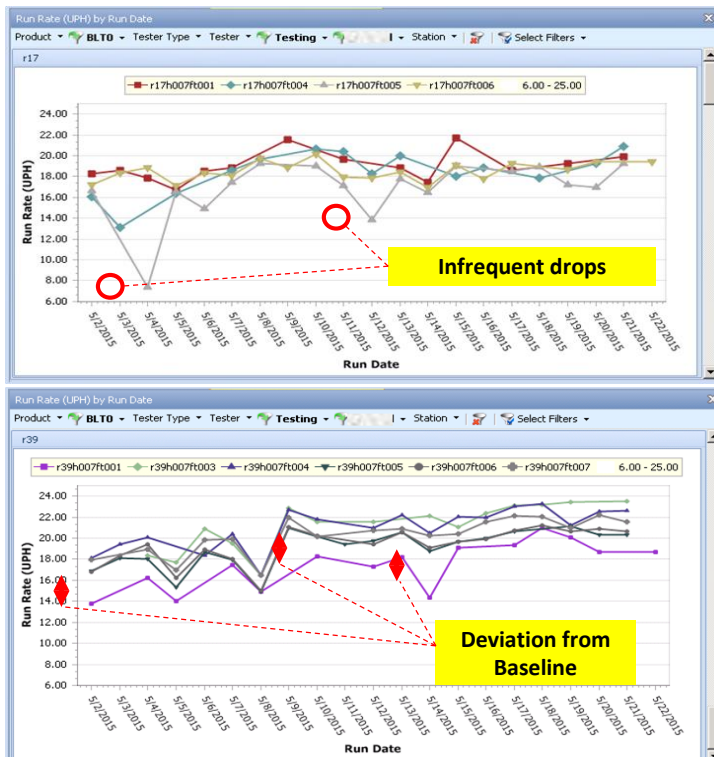 Run Rate (UPH) by Run Date
Product BLT0 Tester Type Tester Testing Station Select Filters
r17
r17h007ft001 r17h007ft004 r17h007ft005 r17h007ft006 6.00 - 25.00
24.00
22.00
20.00
18.00
16.00
14.00
12.00
10.00
8.00
6.00
Run Rate (UPH)
Infrequent drops
5/2/2015 5/3/2015 5/4/2015 5/5/2015 5/6/2015 5/7/2015 5/8/2015 5/9/2015 5/10/2015 5/11/2015 5/12/2015 5/13/2015 5/14/2015 5/15/2015 5/16/2015 5/17/2015 5/18/2015 5/19/2015 5/20/2015 5/21/2015 5/22/2015
Run Date
Run Rate (UPH) by Run Date
Product BLT0 Tester Type Tester Testing Station Select Filters
r39
r39h007ft001 r39h007ft003 r39h007ft004 r39h007ft005 r39h007ft006 r39h007ft007 6.00 - 25.00
24.00
22.00
20.00
18.00
16.00
14.00
12.00
10.00
8.00
6.00
Run Rate (UPH)
Deviation from
Baseline
5/2/2015 5/3/2015 5/4/2015 5/5/2015 5/6/2015 5/7/2015 5/8/2015 5/9/2015 5/10/2015 5/11/2015 5/12/2015 5/13/2015 5/14/2015 5/15/2015 5/16/2015 5/17/2015 5/18/2015 5/19/2015 5/20/2015 5/21/2015 5/22/2015
Run Date